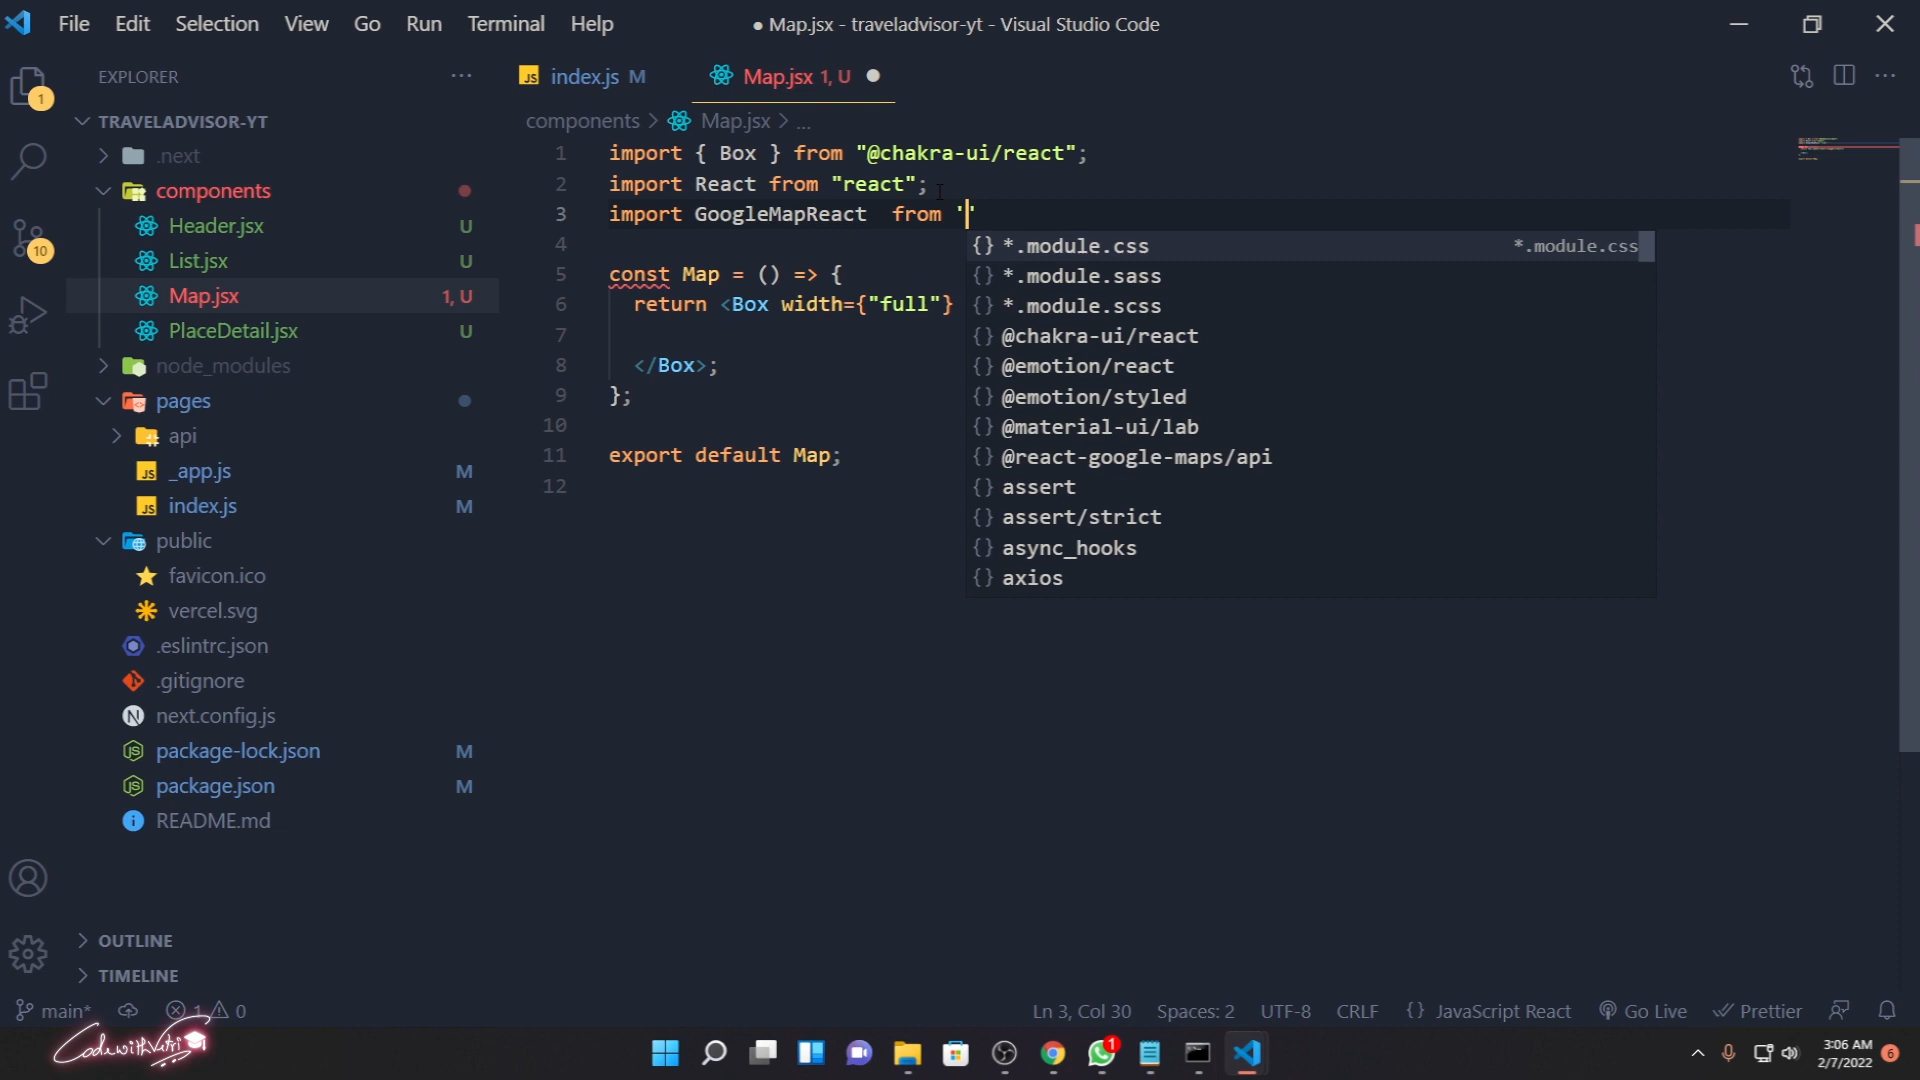 File Edit Selection View Go Run Terminal Help
● Map.jsx - traveladvisor-yt - Visual Studio Code
EXPLORER
index.js M
Map.jsx 1, U
1
TRAVELADVISOR-YT
components > Map.jsx > ...
.next
components
Header.jsx U
List.jsx U
Map.jsx 1, U
PlaceDetail.jsx U
node_modules
pages
api
_app.js M
index.js M
public
favicon.ico
vercel.svg
.eslintrc.json
.gitignore
next.config.js
package-lock.json M
package.json M
README.md
OUTLINE
TIMELINE
10
1 import { Box } from "@chakra-ui/react";
2 import React from "react";
3 import GoogleMapReact  from ''
4
5 const Map = () => {
6 return <Box width={"full"}
7
8 </Box>;
9 };
10
11 export default Map;
12
{} *.module.css *.module.css
{} *.module.sass
{} *.module.scss
{} @chakra-ui/react
{} @emotion/react
{} @emotion/styled
{} @material-ui/lab
{} @react-google-maps/api
{} assert
{} assert/strict
{} async_hooks
{} axios
main* 1 0
Ln 3, Col 30 Spaces: 2 UTF-8 CRLF {} JavaScript React Go Live Prettier
CodewithVetri
1
3:06 AM
2/7/2022
6